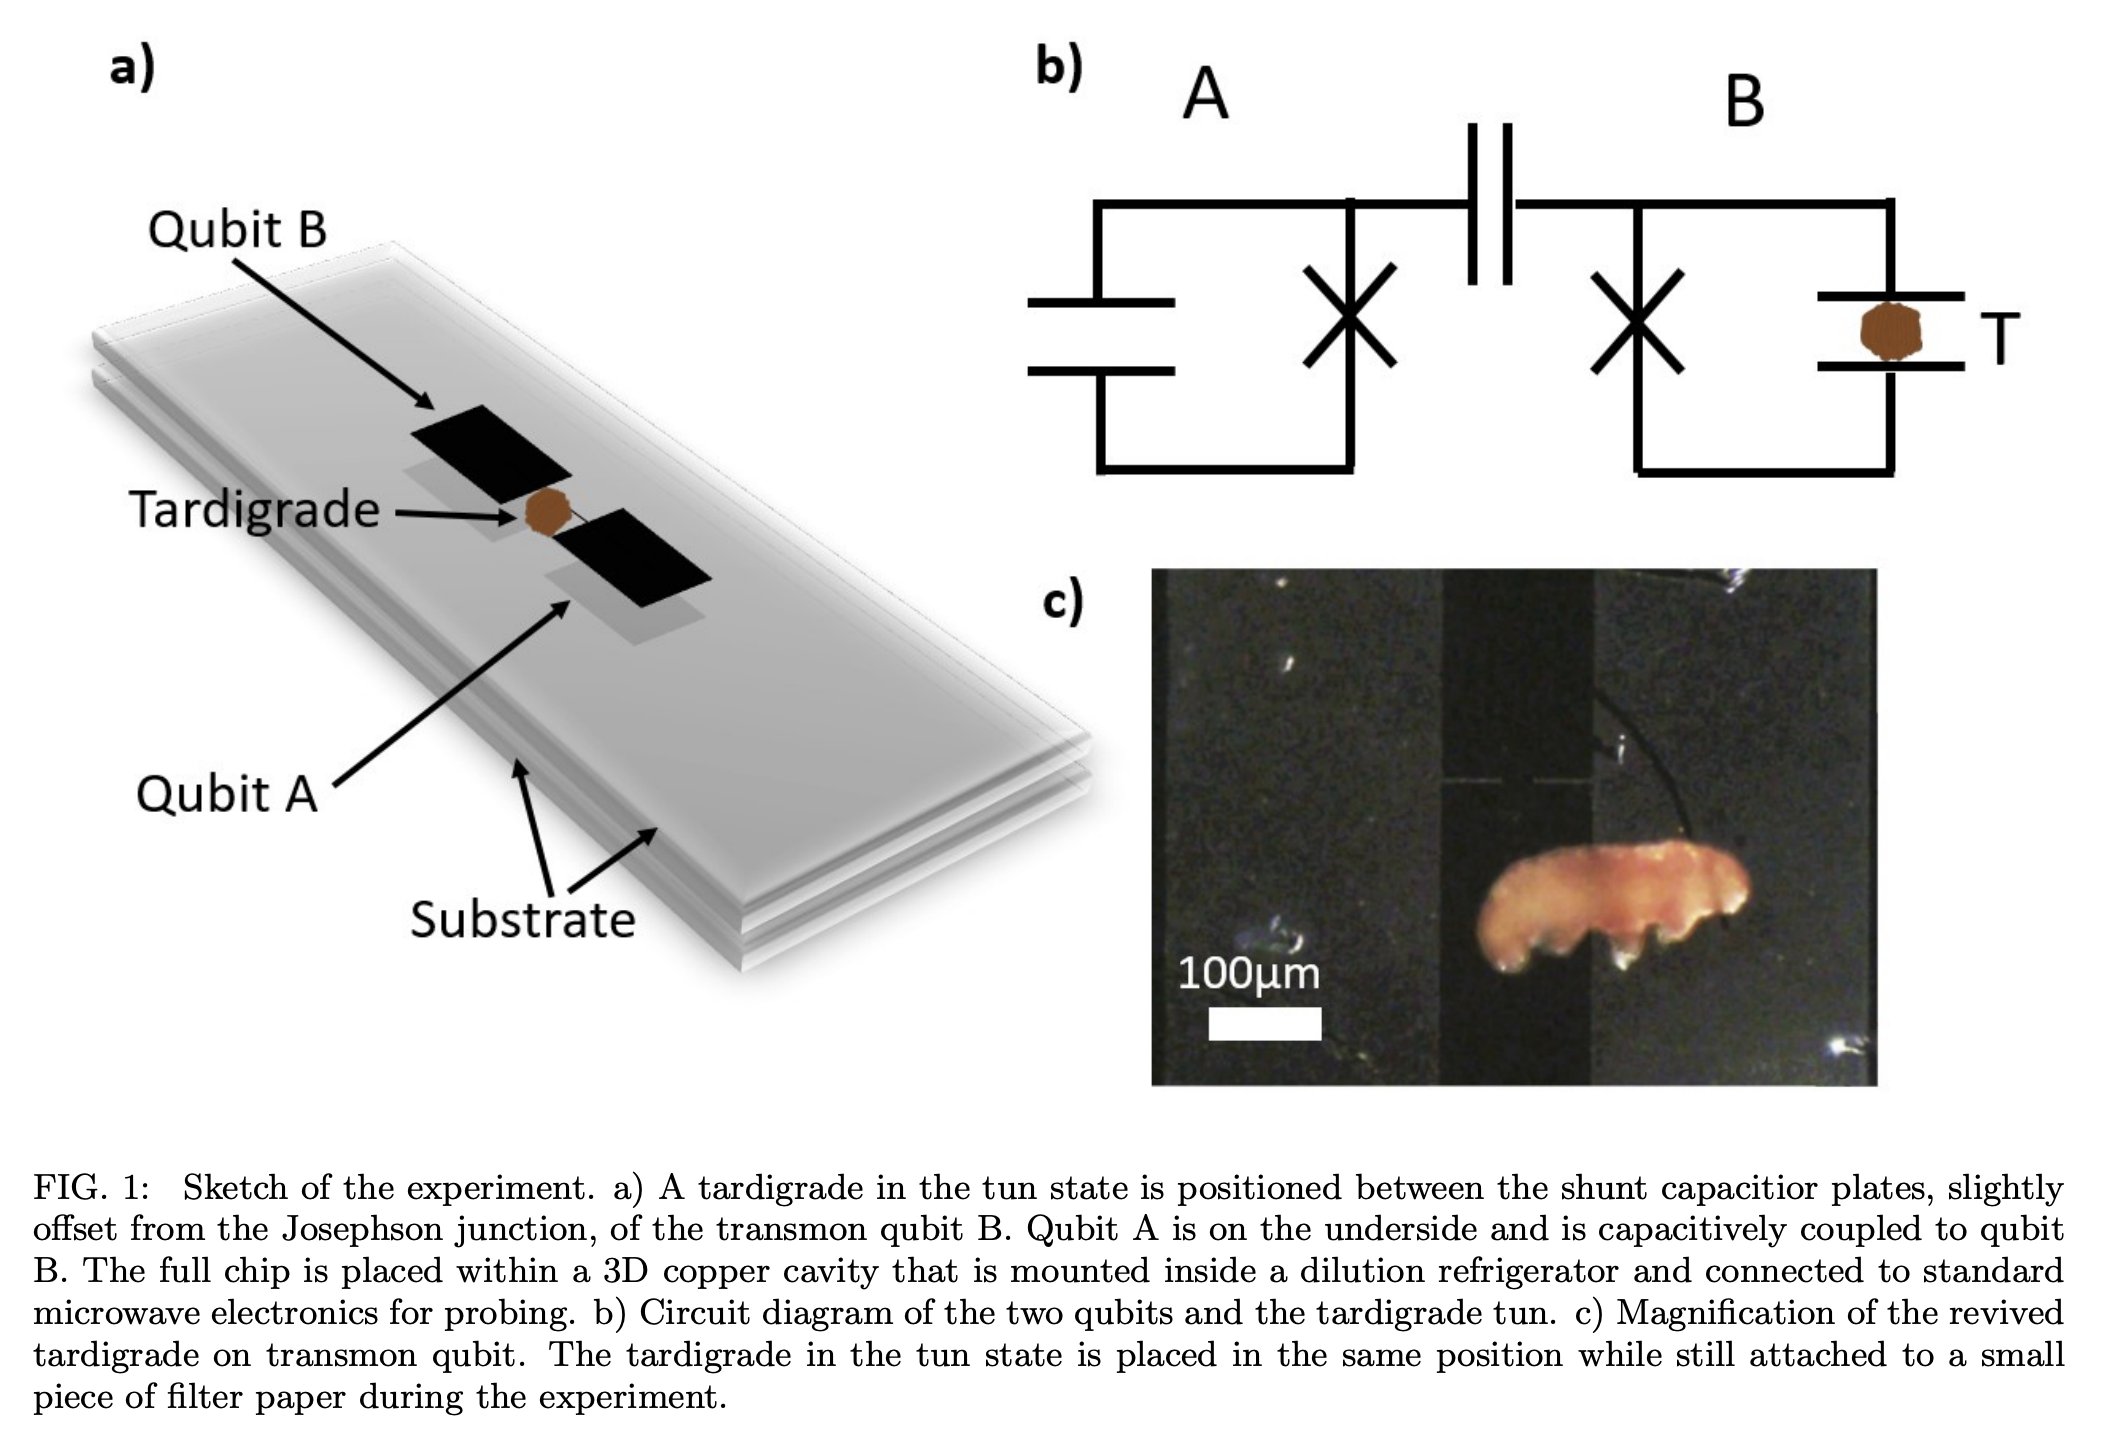 a)
Qubit B
Tardigrade
Qubit A
Substrate
b)
A
B
T
c)
100µm
FIG. 1: Sketch of the experiment. a) A tardigrade in the tun state is positioned between the shunt capacitior plates, slightly
offset from the Josephson junction, of the transmon qubit B. Qubit A is on the underside and is capacitively coupled to qubit
B. The full chip is placed within a 3D copper cavity that is mounted inside a dilution refrigerator and connected to standard
microwave electronics for probing. b) Circuit diagram of the two qubits and the tardigrade tun. c) Magnification of the revived
tardigrade on transmon qubit. The tardigrade in the tun state is placed in the same position while still attached to a small
piece of filter paper during the experiment.